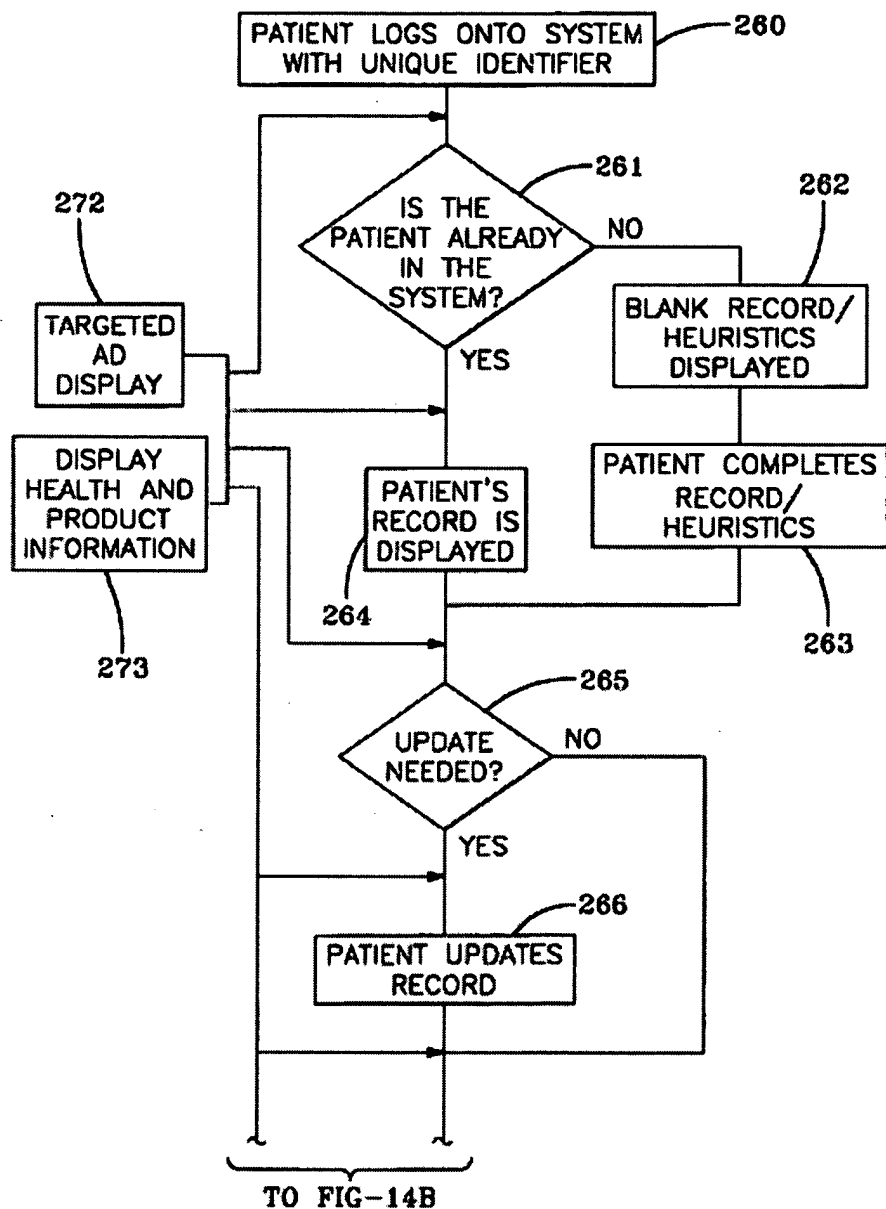 PATIENT LOGS ONTO SYSTEM
WITH UNIQUE IDENTIFIER
260
261
IS THE
PATIENT ALREADY
IN THE
SYSTEM?
NO
YES
262
BLANK RECORD/
HEURISTICS
DISPLAYED
272
TARGETED
AD
DISPLAY
DISPLAY
HEALTH AND
PRODUCT
INFORMATION
273
PATIENT'S
RECORD IS
DISPLAYED
264
PATIENT COMPLETES
RECORD/
HEURISTICS
263
265
UPDATE
NEEDED?
NO
YES
266
PATIENT UPDATES
RECORD
TO FIG-14B